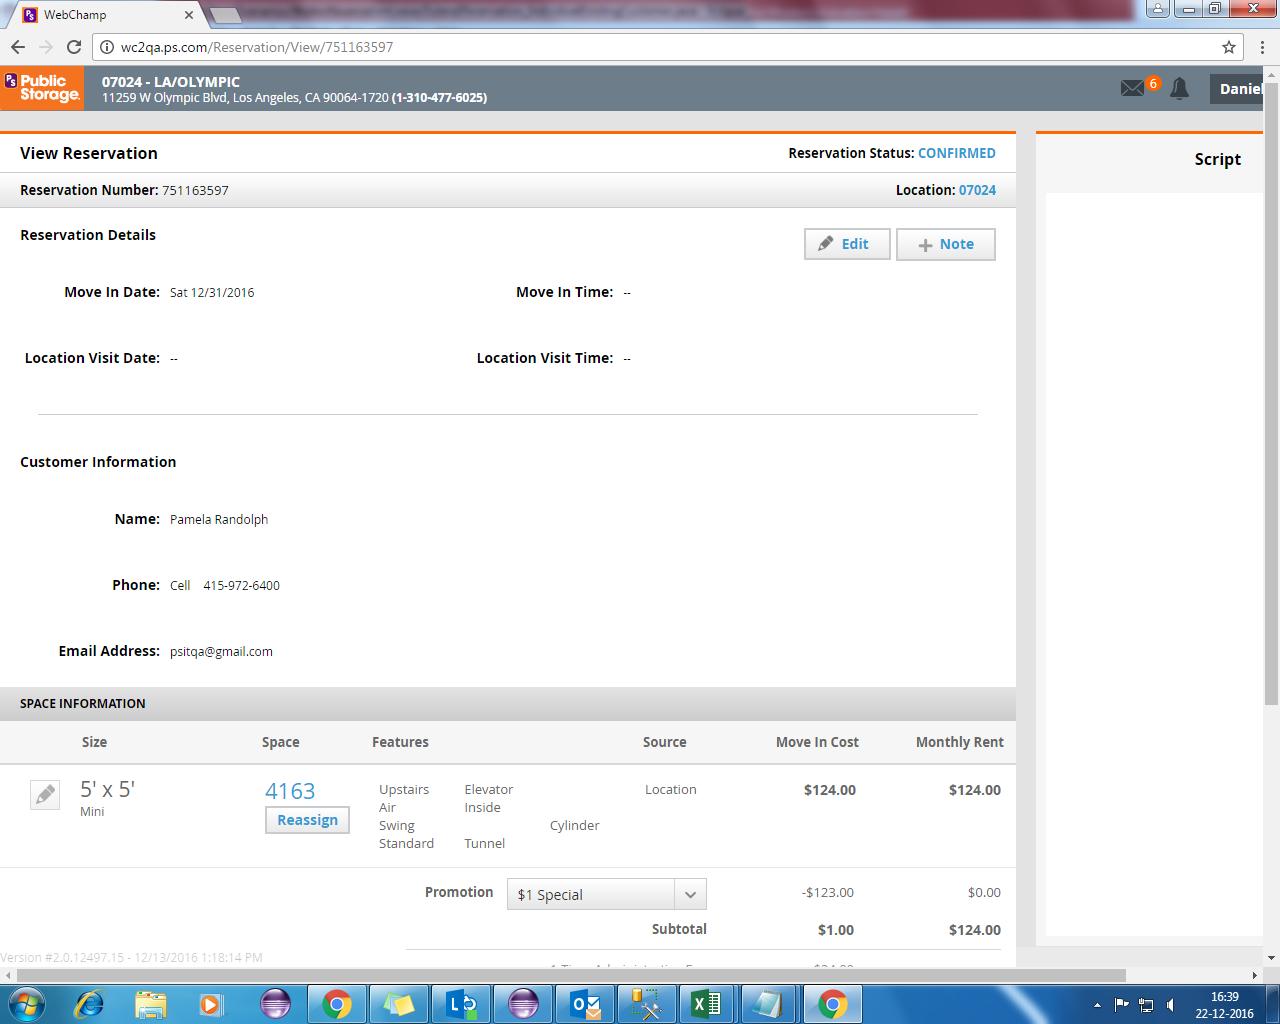 WebChamp
wc2qa.ps.com/Reservation/View/751163597
PS Public Storage
07024 - LA/OLYMPIC
11259 W Olympic Blvd, Los Angeles, CA 90064-1720 (1-310-477-6025)
6
Daniel
View Reservation
Reservation Status: CONFIRMED
Script
Reservation Number: 751163597
Location: 07024
Reservation Details
Edit
Note
Move In Date: Sat 12/31/2016
Move In Time: --
Location Visit Date: --
Location Visit Time: --
Customer Information
Name: Pamela Randolph
Phone: Cell 415-972-6400
Email Address: psitqa@gmail.com
SPACE INFORMATION
Size Space Features Source Move In Cost Monthly Rent
5' x 5' 4163 Upstairs Elevator Location $124.00 $124.00
Mini Air Inside
Reassign Swing Cylinder
Standard Tunnel
Promotion $1 Special -$123.00 $0.00
Subtotal $1.00 $124.00
Version #2.0.12497.15 - 12/13/2016 1:18:14 PM
16:39
22-12-2016